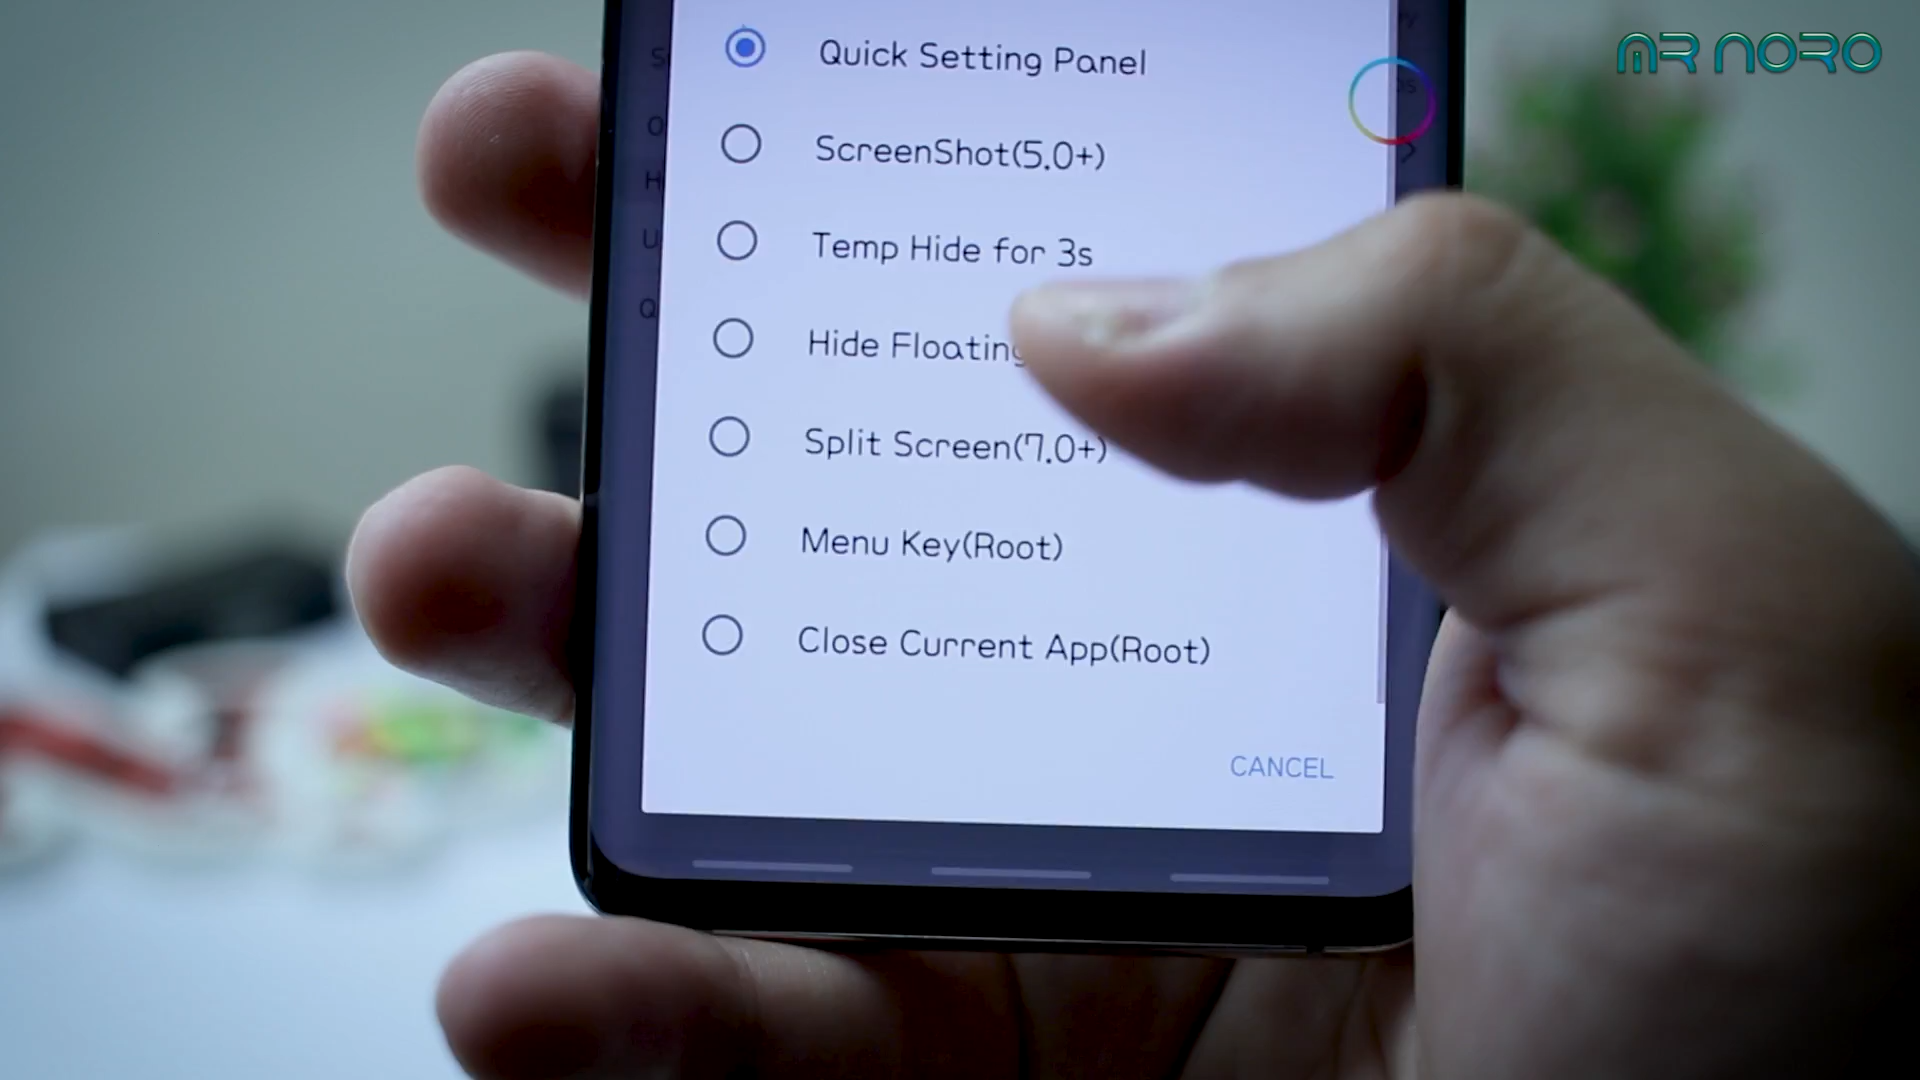 MR NORO
Quick Setting Panel
ScreenShot(5.0+)
Temp Hide for 3s
Hide Floating
Split Screen(7.0+)
Menu Key(Root)
Close Current App(Root)
CANCEL